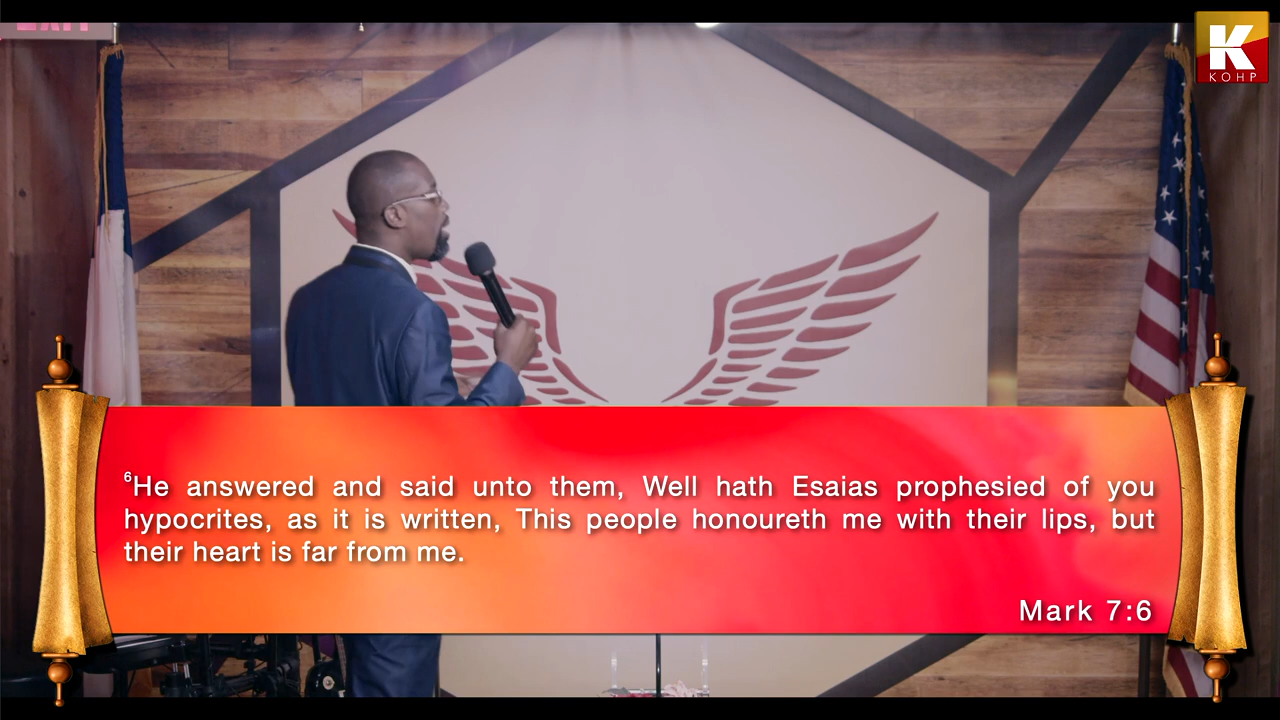 EXIT
K
KOHP
⁶He answered and said unto them, Well hath Esaias prophesied of you
hypocrites, as it is written, This people honoureth me with their lips, but
their heart is far from me.
Mark 7:6